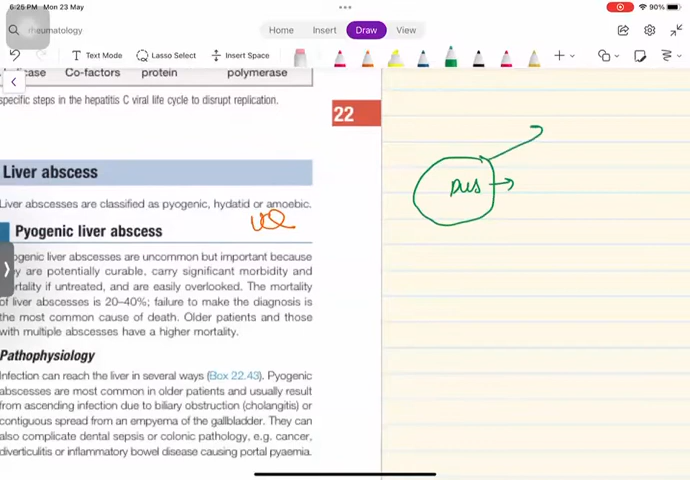 6:25 PM Mon 23 May
90%
rheumatology
Home Insert Draw View
Text Mode Lasso Select Insert Space
Co-factors protein polymerase
specific steps in the hepatitis C viral life cycle to disrupt replication.
22
Liver abscess
Liver abscesses are classified as pyogenic, hydatid or amoebic.
Pyogenic liver abscess
ogenic liver abscesses are uncommon but important because
y are potentially curable, carry significant morbidity and
rtality if untreated, and are easily overlooked. The mortality
of liver abscesses is 20–40%; failure to make the diagnosis is
the most common cause of death. Older patients and those
with multiple abscesses have a higher mortality.
Pathophysiology
Infection can reach the liver in several ways (Box 22.43). Pyogenic
abscesses are most common in older patients and usually result
from ascending infection due to biliary obstruction (cholangitis) or
contiguous spread from an empyema of the gallbladder. They can
also complicate dental sepsis or colonic pathology, e.g. cancer,
diverticulitis or inflammatory bowel disease causing portal pyaemia.
pus